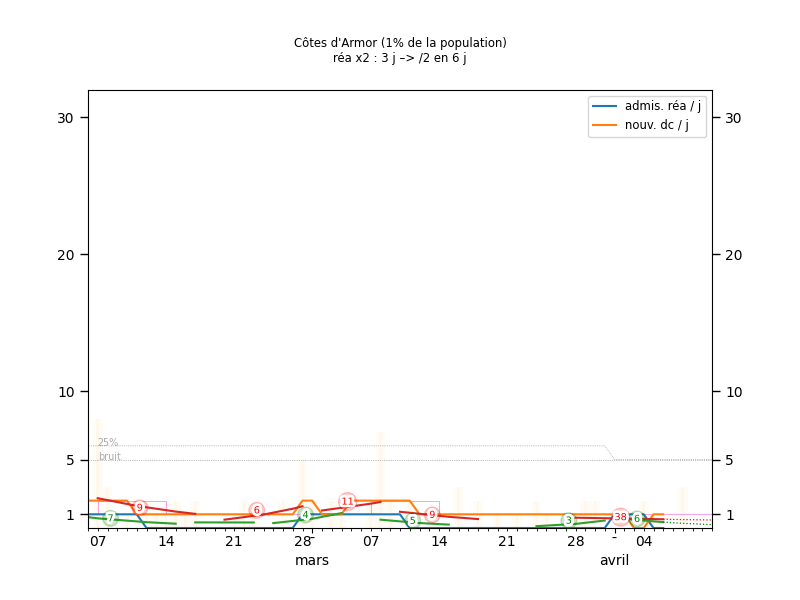 Côtes d'Armor (1% de la population)
réa x2 : 3 j –> /2 en 6 j
admis. réa / j
nouv. dc / j
30 30
20 20
10 10
5 5
1 1
25%
bruit
7 9 6 4 11 5 9 3 38 6
07 14 21 28 - 07 14 21 28 - 04
mars avril